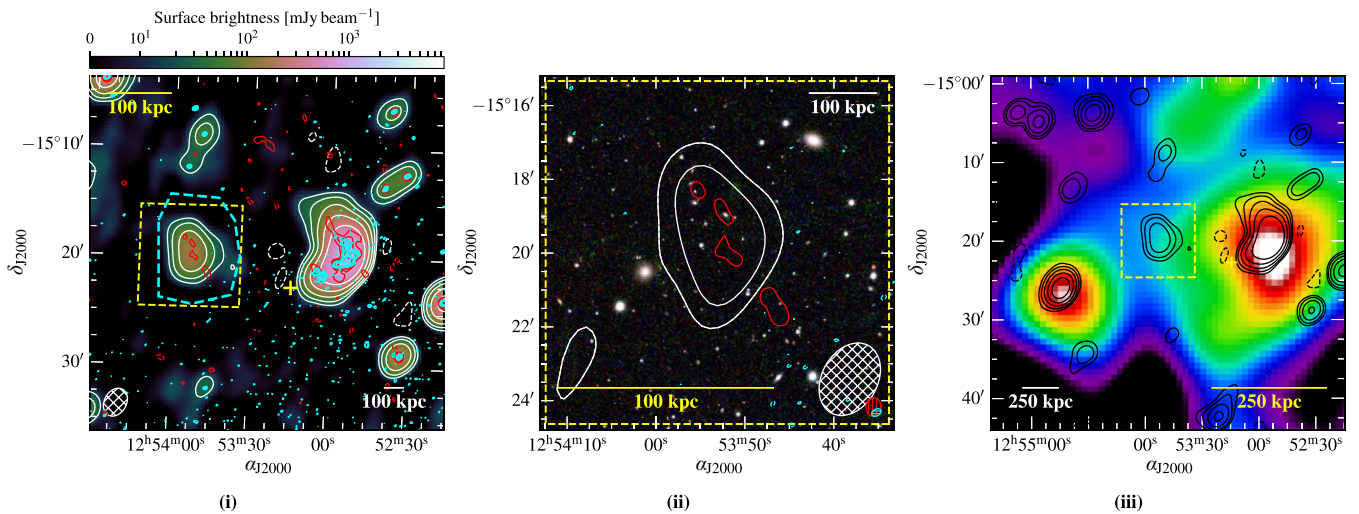 Surface brightness [mJy beam⁻¹]
0 10¹ 10² 10³
100 kpc
−15°10′
20′
30′
δJ2000
100 kpc
12ʰ54ᵐ00ˢ 53ᵐ30ˢ 00ˢ 52ᵐ30ˢ
αJ2000
(i)
100 kpc
−15°16′
18′
20′
22′
24′
δJ2000
100 kpc
12ʰ54ᵐ10ˢ 00ˢ 53ᵐ50ˢ 40ˢ
αJ2000
(ii)
−15°00′
10′
20′
30′
40′
δJ2000
250 kpc 250 kpc
12ʰ55ᵐ00ˢ 00ˢ 53ᵐ30ˢ 00ˢ 52ᵐ30ˢ
αJ2000
(iii)